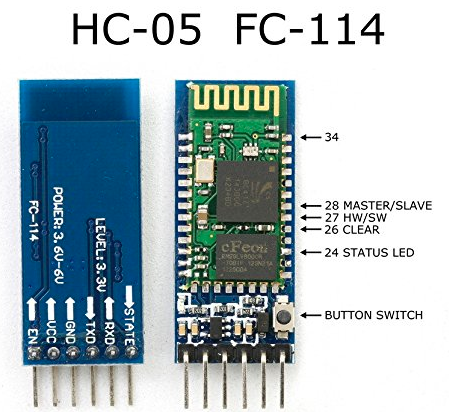 HC-05 FC-114
34
28 MASTER/SLAVE
27 HW/SW
26 CLEAR
24 STATUS LED
BUTTON SWITCH
FC-114
POWER:3.6V-6V
LEVEL:3.3V
EN
VCC
GND
TXD
RXD
STATE
cFeon